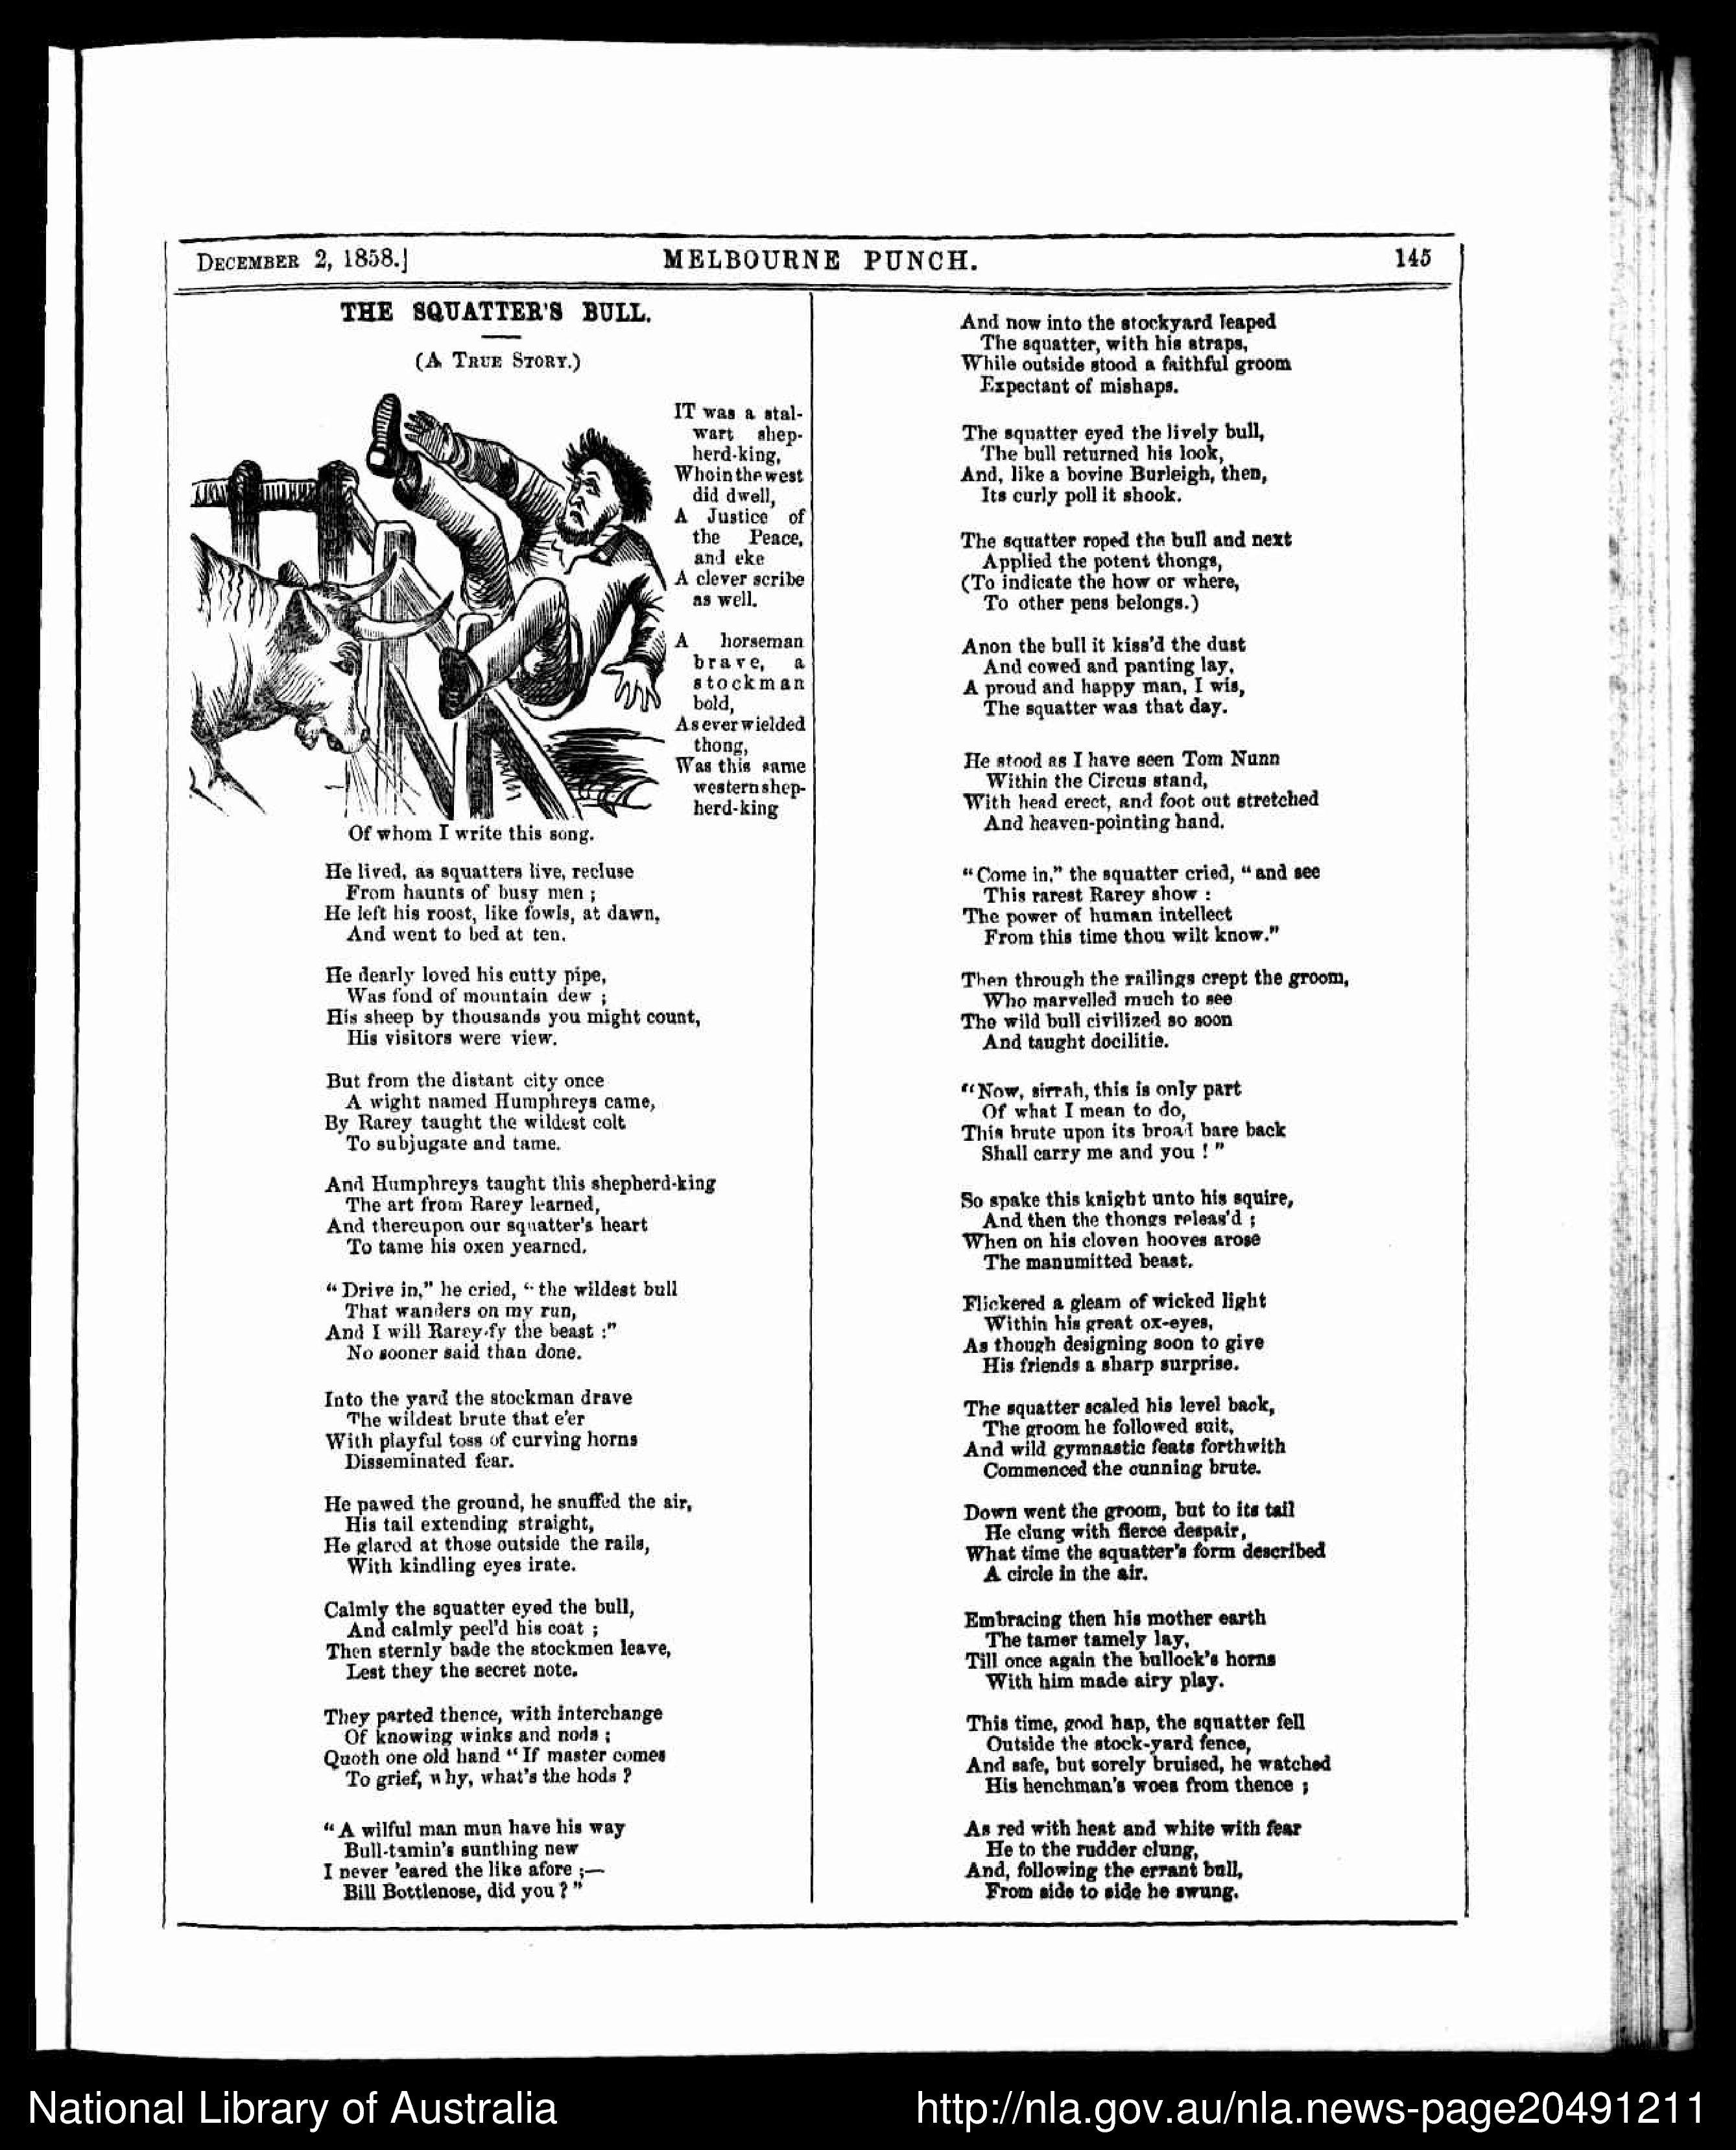 DECEMBER 2, 1858.]
MELBOURNE PUNCH.
145
THE SQUATTER'S BULL.
(A TRUE STORY.)
IT was a stal-
wart shep-
herd-king,
Who in the west
did dwell,
A Justice of
the Peace,
and eke
A clever scribe
as well.
A horseman
brave, a
stockman
bold,
As ever wielded
thong,
Was this same
western shep-
herd-king
Of whom I write this song.
He lived, as squatters live, recluse
From haunts of busy men ;
He left his roost, like fowls, at dawn,
And went to bed at ten.
He dearly loved his cutty pipe,
Was fond of mountain dew ;
His sheep by thousands you might count,
His visitors were view.
But from the distant city once
A wight named Humphreys came,
By Rarey taught the wildest colt
To subjugate and tame.
And Humphreys taught this shepherd-king
The art from Rarey learned,
And thereupon our squatter's heart
To tame his oxen yearned.
"Drive in," he cried, "the wildest bull
That wanders on my run,
And I will Rarey-fy the beast :"
No sooner said than done.
Into the yard the stockman drave
The wildest brute that e'er
With playful toss of curving horns
Disseminated fear.
He pawed the ground, he snuffed the air,
His tail extending straight,
He glared at those outside the rails,
With kindling eyes irate.
Calmly the squatter eyed the bull,
And calmly peel'd his coat ;
Then sternly bade the stockmen leave,
Lest they the secret note.
They parted thence, with interchange
Of knowing winks and nods ;
Quoth one old hand "If master comes
To grief, why, what's the hods ?
"A wilful man mun have his way
Bull-tamin's sunthing new
I never 'eared the like afore ;—
Bill Bottlenose, did you ?"
And now into the stockyard leaped
The squatter, with his straps,
While outside stood a faithful groom
Expectant of mishaps.
The squatter eyed the lively bull,
The bull returned his look,
And, like a bovine Burleigh, then,
Its curly poll it shook.
The squatter roped the bull and next
Applied the potent thongs,
(To indicate the how or where,
To other pens belongs.)
Anon the bull it kiss'd the dust
And cowed and panting lay,
A proud and happy man, I wis,
The squatter was that day.
He stood as I have seen Tom Nunn
Within the Circus stand,
With head erect, and foot out stretched
And heaven-pointing hand.
"Come in," the squatter cried, "and see
This rarest Rarey show :
The power of human intellect
From this time thou wilt know."
Then through the railings crept the groom,
Who marvelled much to see
The wild bull civilized so soon
And taught docilitie.
"Now, sirrah, this is only part
Of what I mean to do,
This brute upon its broad bare back
Shall carry me and you !"
So spake this knight unto his squire,
And then the thongs releas'd ;
When on his cloven hooves arose
The manumitted beast.
Flickered a gleam of wicked light
Within his great ox-eyes,
As though designing soon to give
His friends a sharp surprise.
The squatter scaled his level back,
The groom he followed suit,
And wild gymnastic feats forthwith
Commenced the cunning brute.
Down went the groom, but to its tail
He clung with fierce despair,
What time the squatter's form described
A circle in the air.
Embracing then his mother earth
The tamer tamely lay,
Till once again the bullock's horns
With him made airy play.
This time, good hap, the squatter fell
Outside the stock-yard fence,
And safe, but sorely bruised, he watched
His henchman's woes from thence ;
As red with heat and white with fear
He to the rudder clung,
And, following the errant bull,
From side to side he swung.
National Library of Australia
http://nla.gov.au/nla.news-page20491211